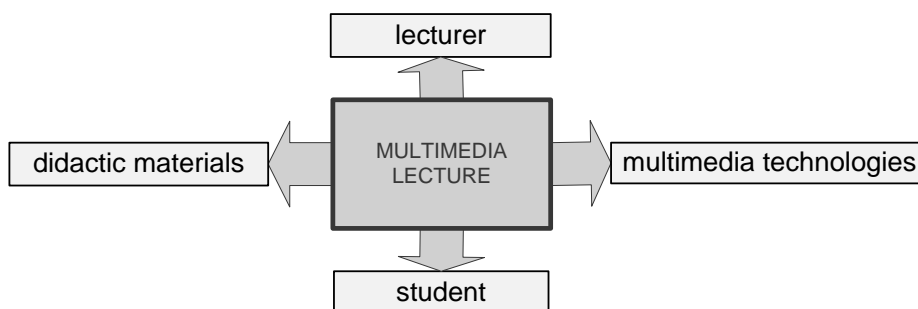 lecturer
didactic materials
MULTIMEDIA
LECTURE
multimedia technologies
student